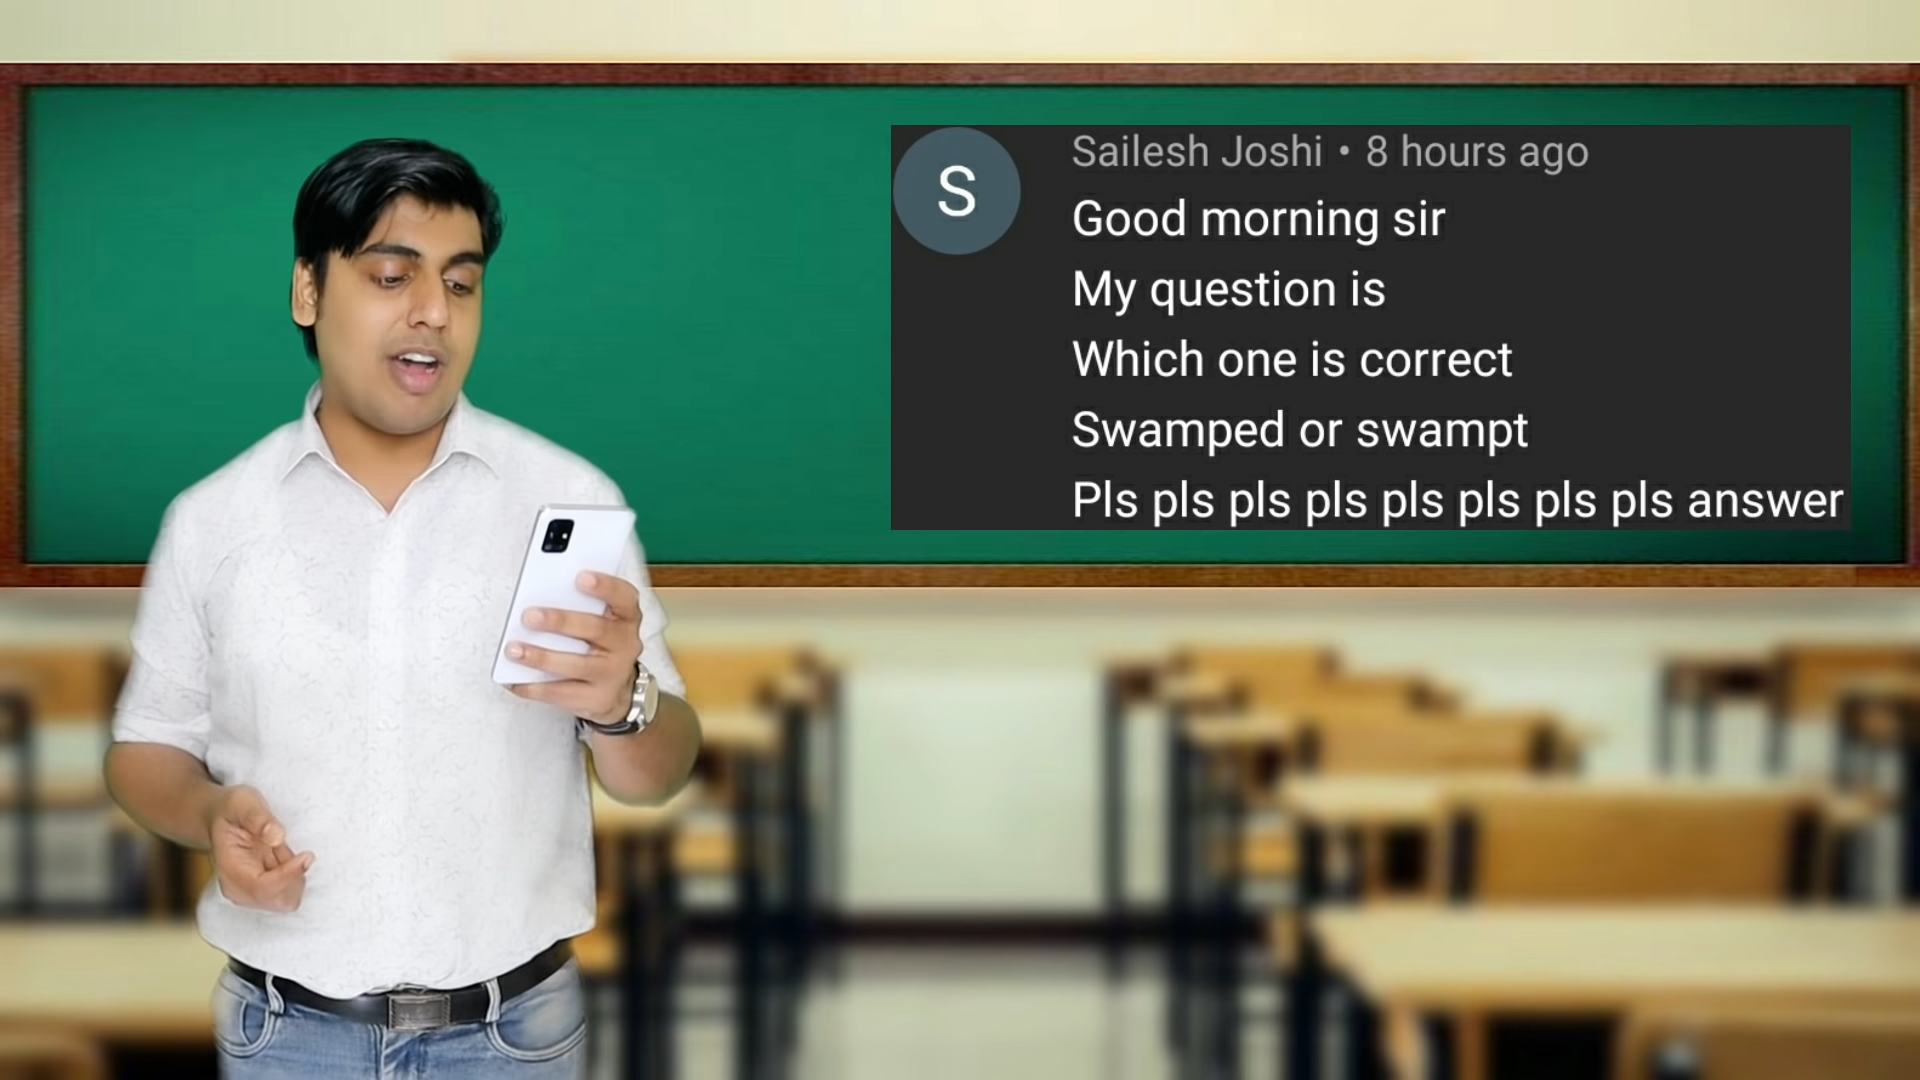 S
Sailesh Joshi • 8 hours ago
Good morning sir
My question is
Which one is correct
Swamped or swampt
Pls pls pls pls pls pls pls pls answer